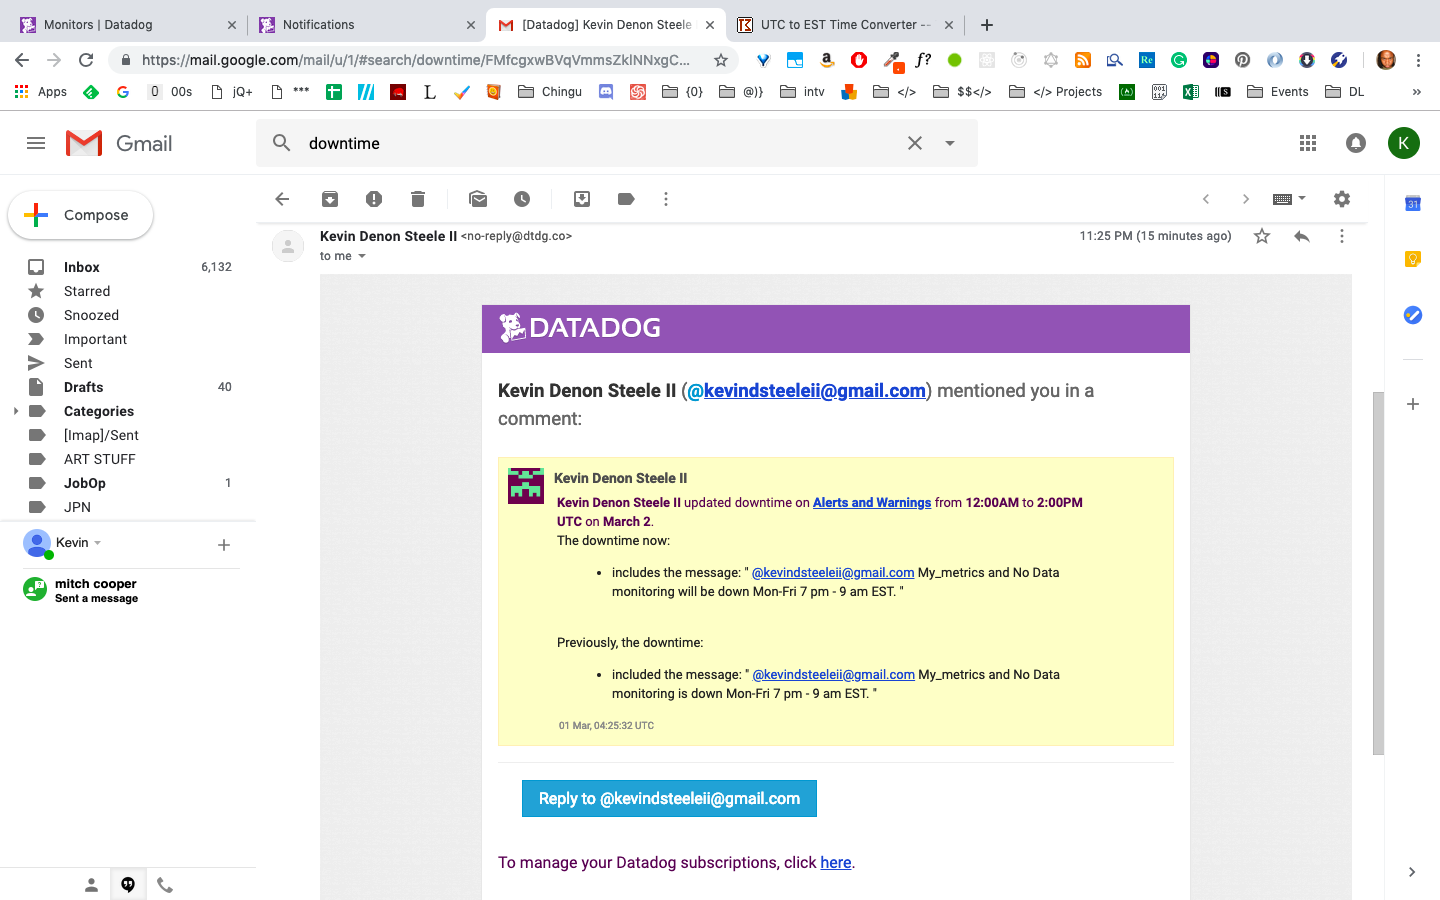 Monitors | Datadog
Notifications
[Datadog] Kevin Denon Steele
UTC to EST Time Converter --
https://mail.google.com/mail/u/1/#search/downtime/FMfcgxwBVqVmmsZklNNxgC...
f?
Re
Apps
G
0
00s
jQ+
***
L
Chingu
{0}
@)}
intv
</>
$$</>
</> Projects
Events
DL
»
Gmail
downtime
K
Compose
31
Kevin Denon Steele II <no-reply@dtdg.co>
11:25 PM (15 minutes ago)
to me
Inbox
6,132
Starred
Snoozed
Important
Sent
Drafts
40
Categories
[Imap]/Sent
ART STUFF
JobOp
1
JPN
Kevin
mitch cooper
Sent a message
DATADOG
Kevin Denon Steele II (@kevindsteeleii@gmail.com) mentioned you in a
comment:
Kevin Denon Steele II
Kevin Denon Steele II updated downtime on Alerts and Warnings from 12:00AM to 2:00PM
UTC on March 2.
The downtime now:
• includes the message: " @kevindsteeleii@gmail.com My_metrics and No Data
monitoring will be down Mon-Fri 7 pm - 9 am EST. "
Previously, the downtime:
• included the message: " @kevindsteeleii@gmail.com My_metrics and No Data
monitoring is down Mon-Fri 7 pm - 9 am EST. "
01 Mar, 04:25:32 UTC
Reply to @kevindsteeleii@gmail.com
To manage your Datadog subscriptions, click here.